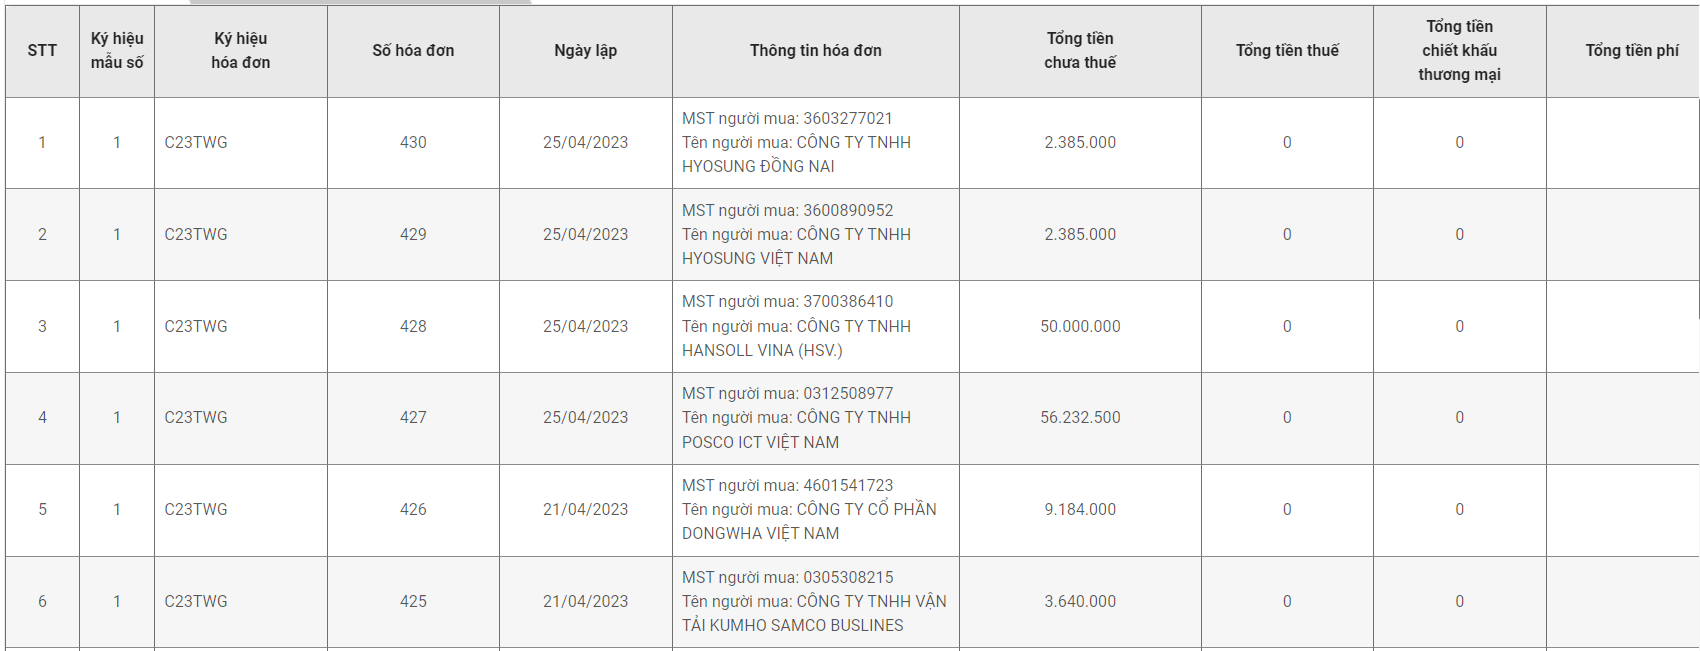 STT
Ký hiệu
mẫu số
Ký hiệu
hóa đơn
Số hóa đơn
Ngày lập
Thông tin hóa đơn
Tổng tiền
chưa thuế
Tổng tiền thuế
Tổng tiền
chiết khấu
thương mại
Tổng tiền phí
1
1
C23TWG
430
25/04/2023
MST người mua: 3603277021
Tên người mua: CÔNG TY TNHH
HYOSUNG ĐỒNG NAI
2.385.000
0
0
2
1
C23TWG
429
25/04/2023
MST người mua: 3600890952
Tên người mua: CÔNG TY TNHH
HYOSUNG VIỆT NAM
2.385.000
0
0
3
1
C23TWG
428
25/04/2023
MST người mua: 3700386410
Tên người mua: CÔNG TY TNHH
HANSOLL VINA (HSV.)
50.000.000
0
0
4
1
C23TWG
427
25/04/2023
MST người mua: 0312508977
Tên người mua: CÔNG TY TNHH
POSCO ICT VIỆT NAM
56.232.500
0
0
5
1
C23TWG
426
21/04/2023
MST người mua: 4601541723
Tên người mua: CÔNG TY CỔ PHẦN
DONGWHA VIỆT NAM
9.184.000
0
0
6
1
C23TWG
425
21/04/2023
MST người mua: 0305308215
Tên người mua: CÔNG TY TNHH VẬN
TẢI KUMHO SAMCO BUSLINES
3.640.000
0
0